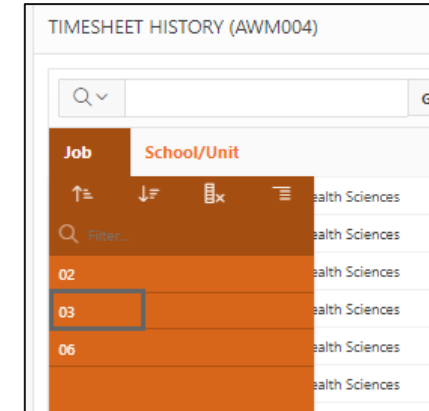 TIMESHEET HISTORY (AWM004)
G
Job School/Unit
ealth Sciences
Filter... ealth Sciences
02 ealth Sciences
03 ealth Sciences
06 ealth Sciences
ealth Sciences